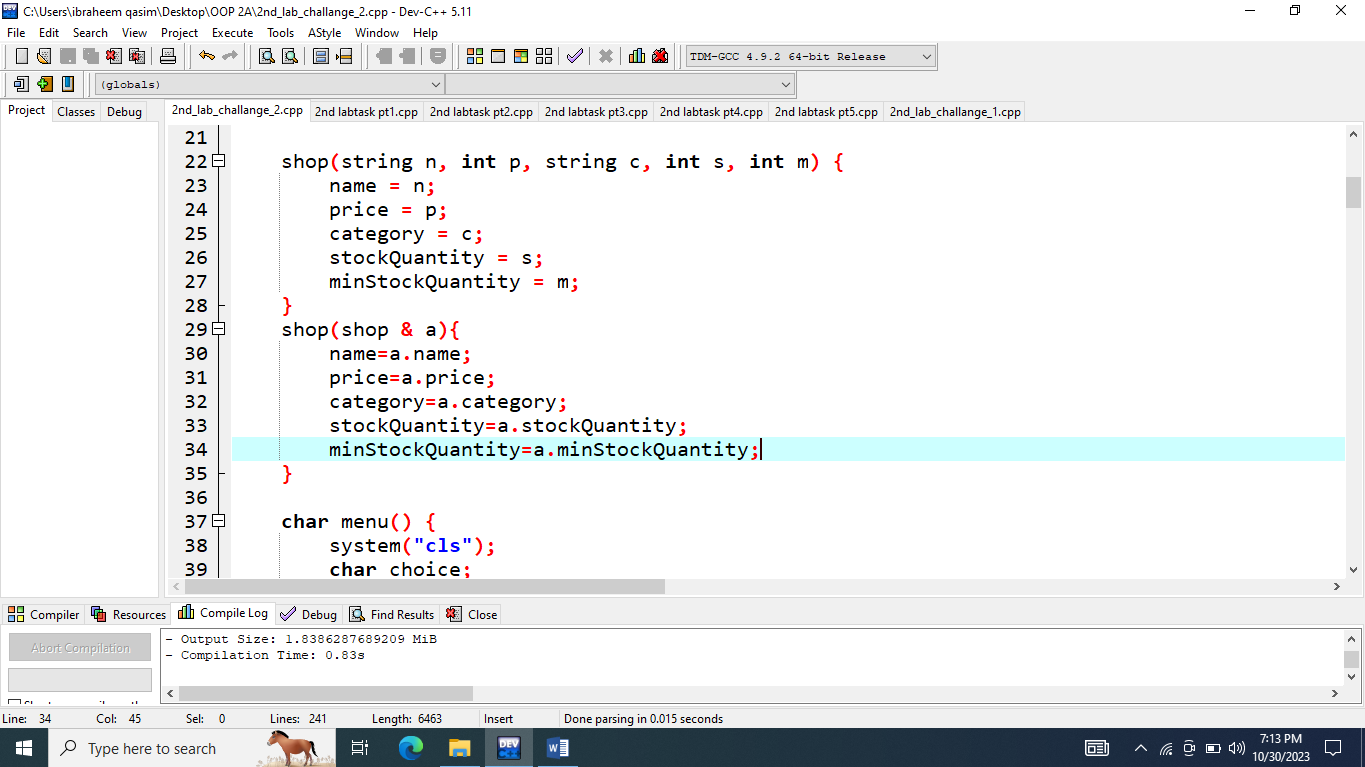 C:\Users\ibraheem qasim\Desktop\OOP 2A\2nd_lab_challange_2.cpp - Dev-C++ 5.11
File Edit Search View Project Execute Tools AStyle Window Help
TDM-GCC 4.9.2 64-bit Release
(globals)
Project Classes Debug 2nd_lab_challange_2.cpp 2nd labtask pt1.cpp 2nd labtask pt2.cpp 2nd labtask pt3.cpp 2nd labtask pt4.cpp 2nd labtask pt5.cpp 2nd_lab_challange_1.cpp
21
22 shop(string n, int p, string c, int s, int m) {
23 name = n;
24 price = p;
25 category = c;
26 stockQuantity = s;
27 minStockQuantity = m;
28 }
29 shop(shop & a){
30 name=a.name;
31 price=a.price;
32 category=a.category;
33 stockQuantity=a.stockQuantity;
34 minStockQuantity=a.minStockQuantity;
35 }
36
37 char menu() {
38 system("cls");
39 char choice;
Compiler Resources Compile Log Debug Find Results Close
Abort Compilation
- Output Size: 1.8386287689209 MiB
- Compilation Time: 0.83s
Line: 34 Col: 45 Sel: 0 Lines: 241 Length: 6463 Insert Done parsing in 0.015 seconds
Type here to search
DEV
W
7:13 PM
10/30/2023